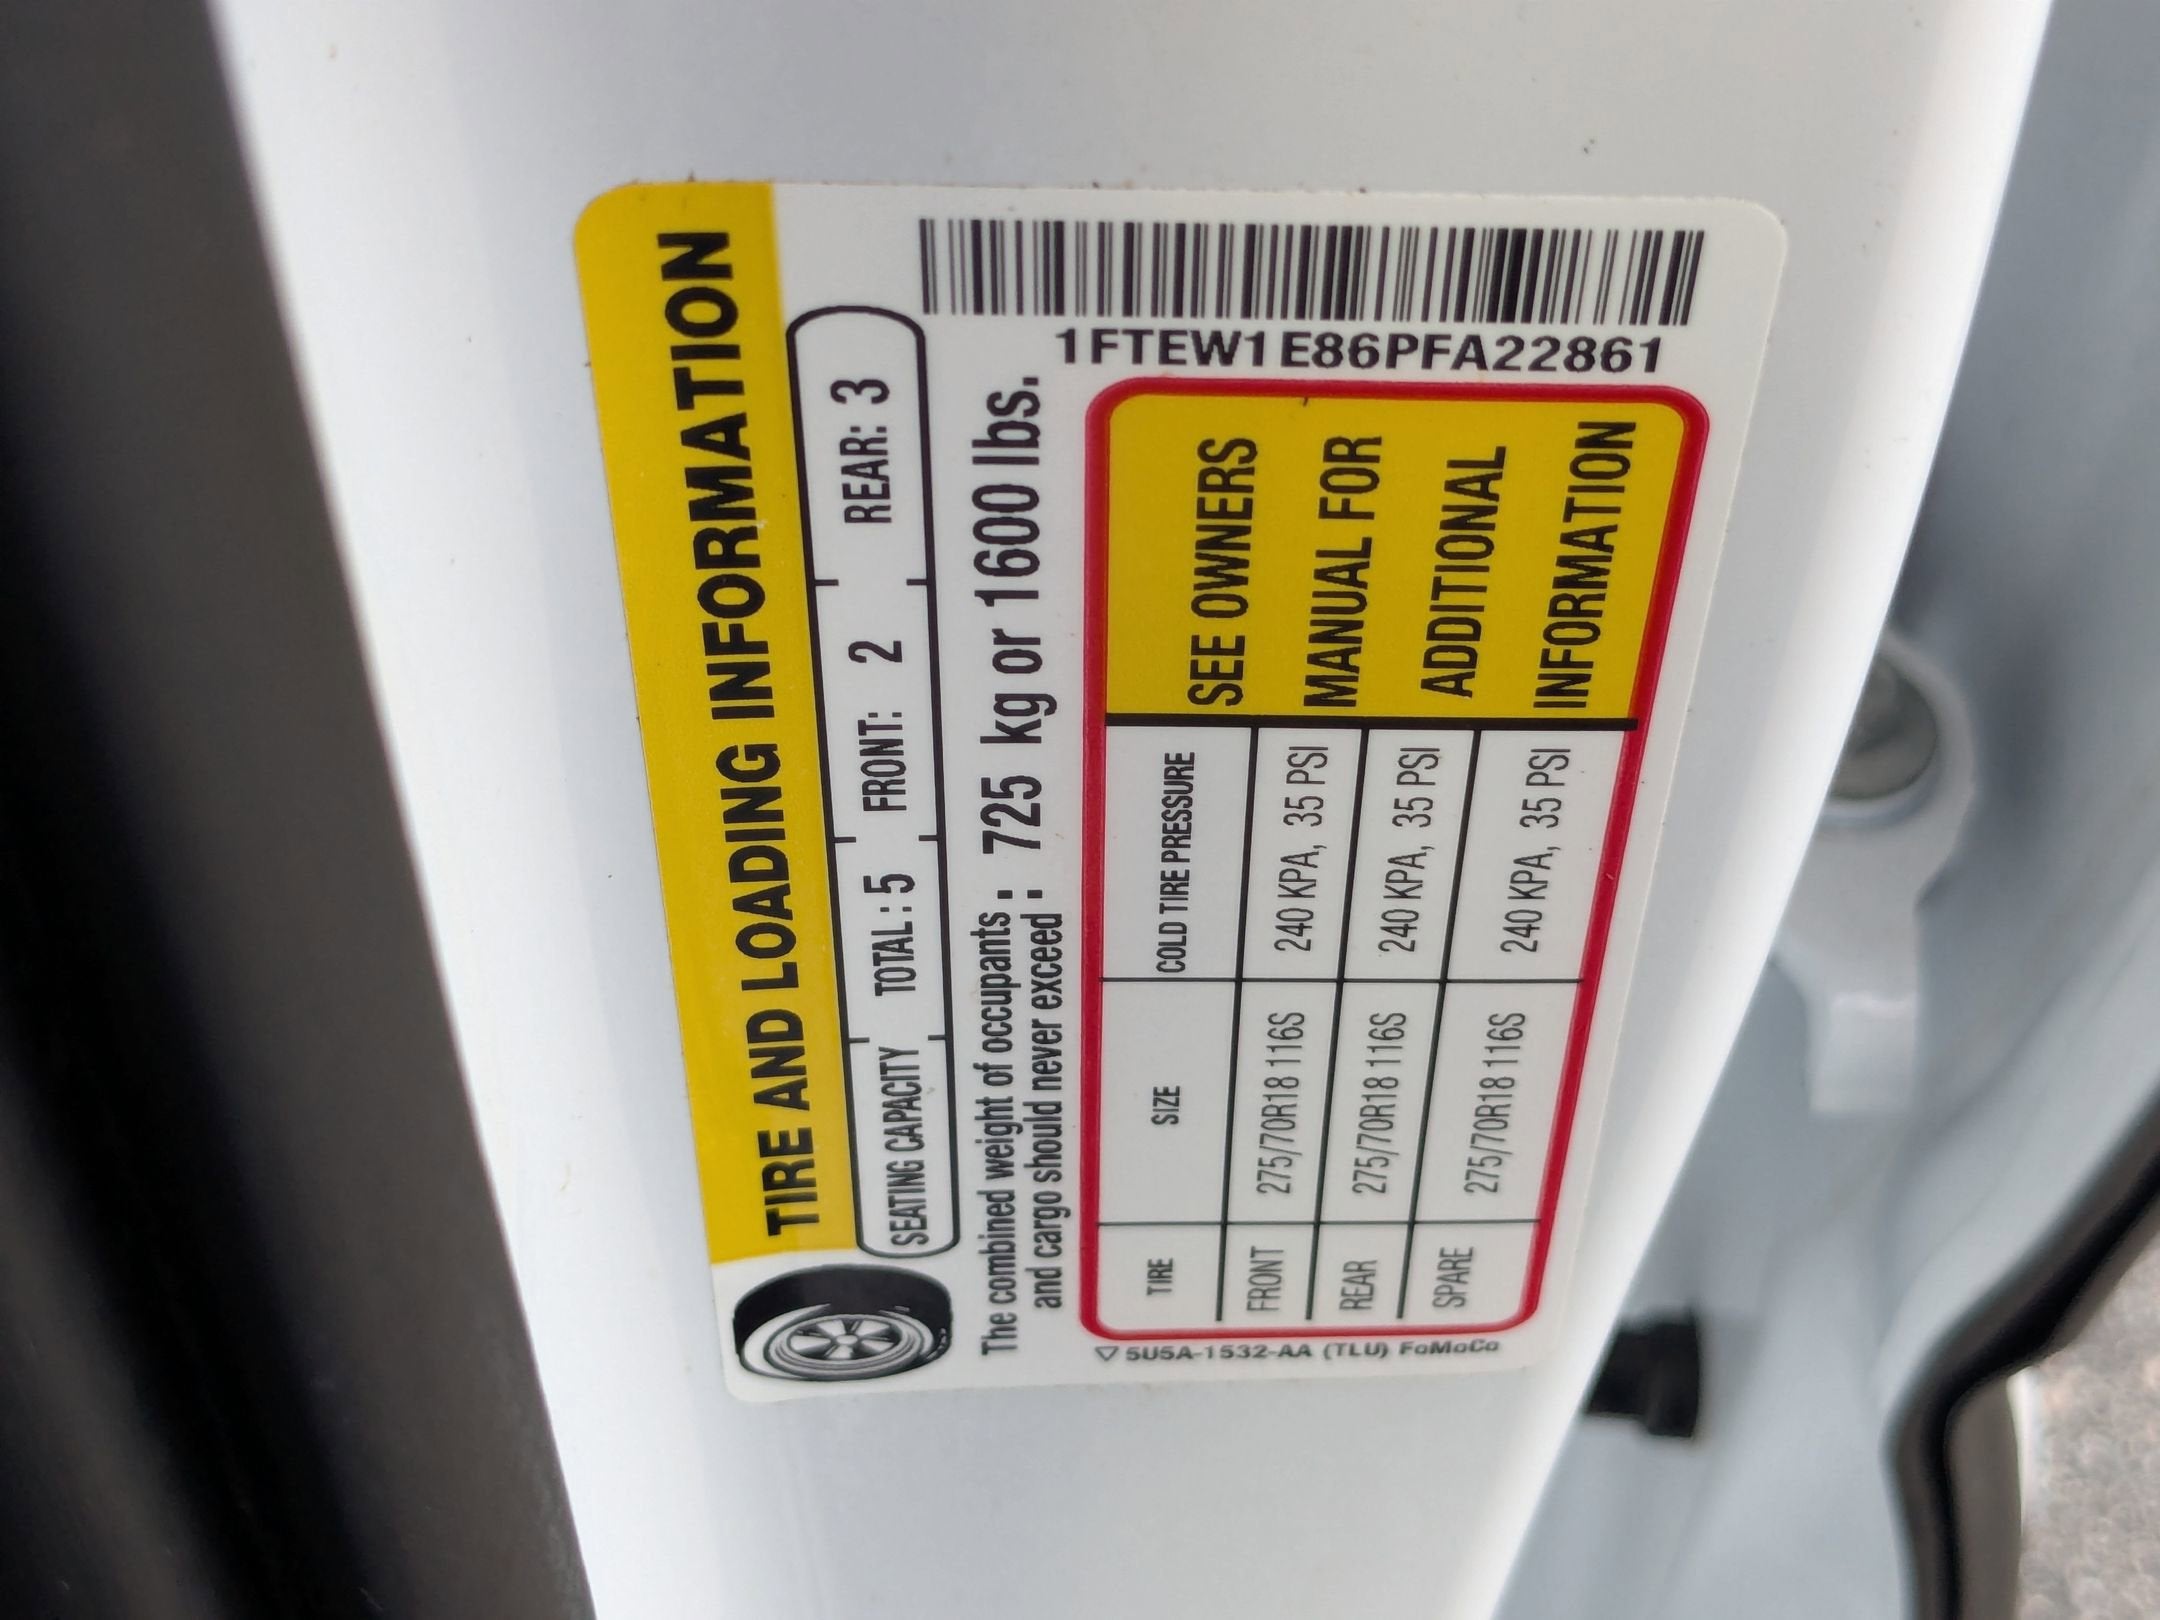 TIRE AND LOADING INFORMATION
SEATING CAPACITY TOTAL: 5 FRONT: 2 REAR: 3
The combined weight of occupants : 725 kg or 1600 lbs.
and cargo should never exceed :
TIRE SIZE COLD TIRE PRESSURE
FRONT 275/70R18 116S 240 KPA, 35 PSI
REAR 275/70R18 116S 240 KPA, 35 PSI
SPARE 275/70R18 116S 240 KPA, 35 PSI
SEE OWNERS
MANUAL FOR
ADDITIONAL
INFORMATION
1FTEW1E86PFA22861
5U5A-1532-AA (TLU) FoMoCo